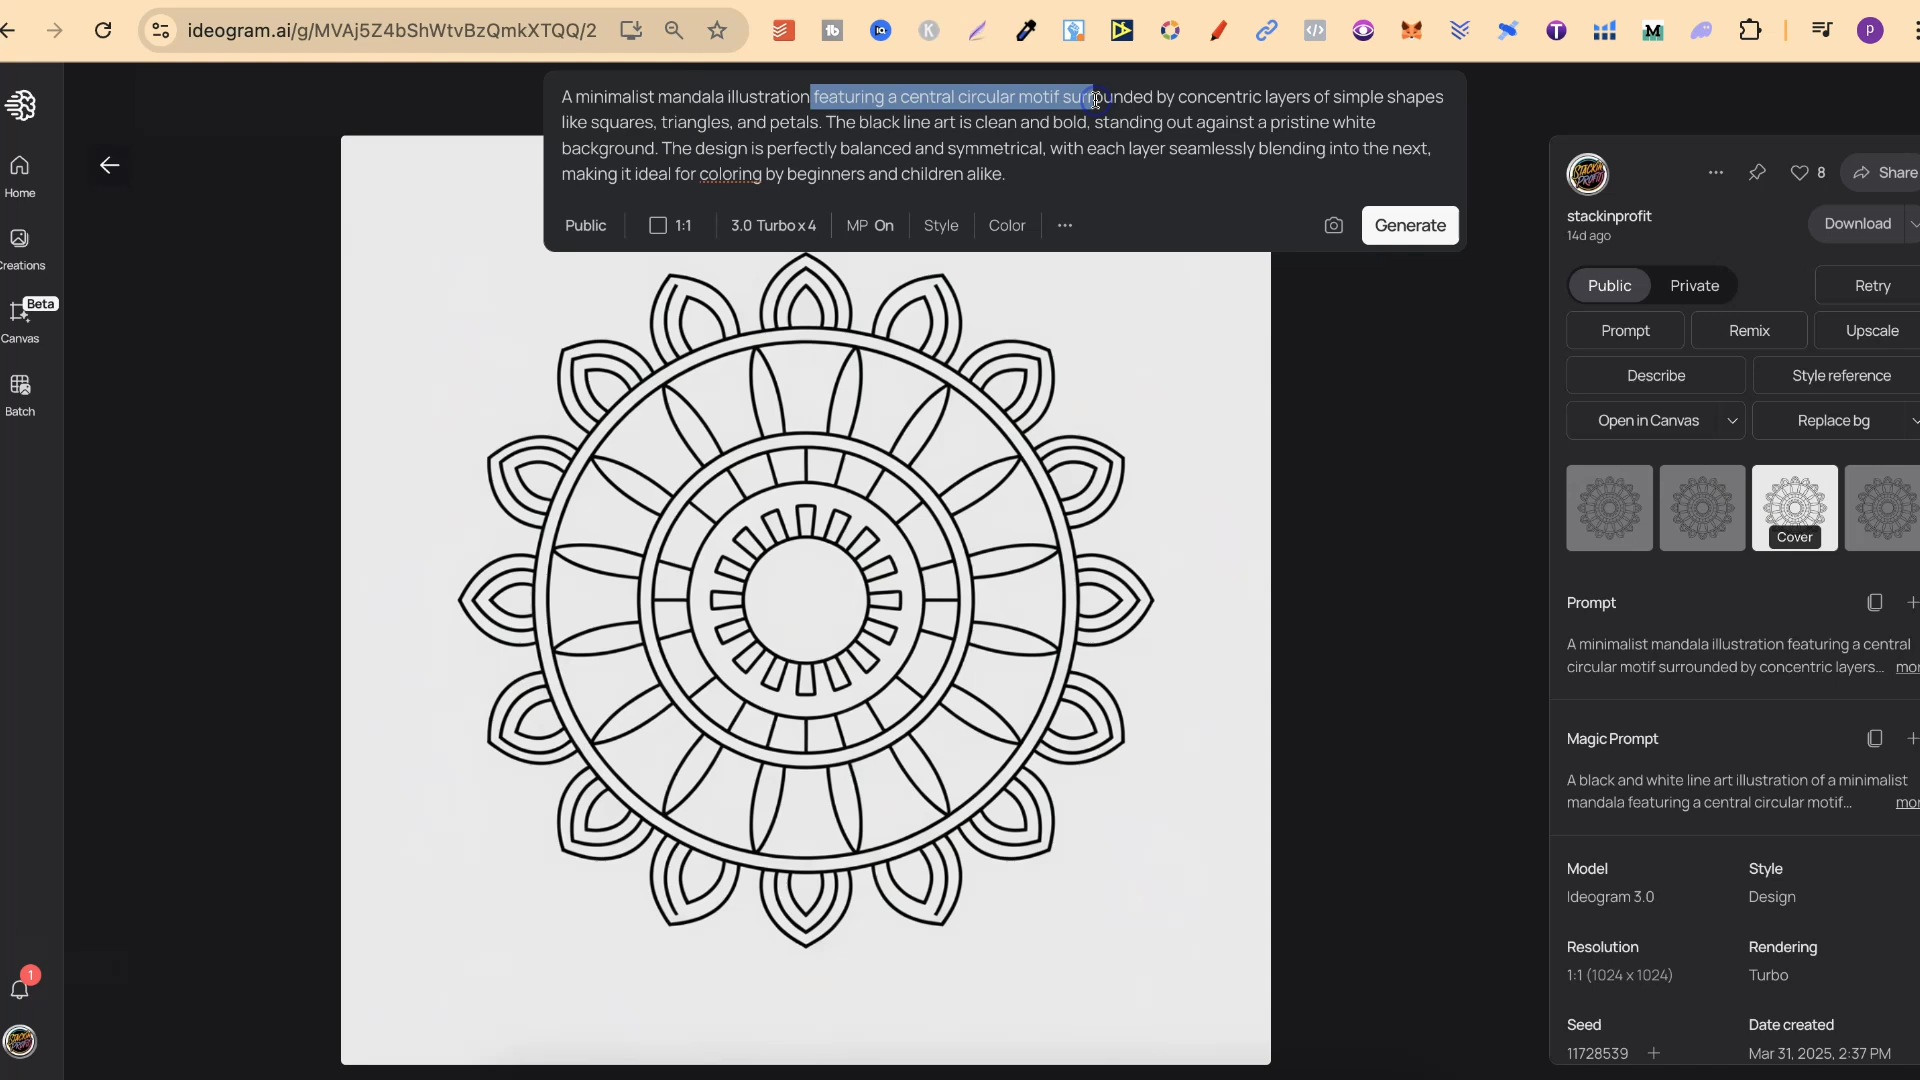 ideogram.ai/g/MVAj5Z4bShWtvBzQmkXTQQ/2
A minimalist mandala illustration featuring a central circular motif surrounded by concentric layers of simple shapes
like squares, triangles, and petals. The black line art is clean and bold, standing out against a pristine white
background. The design is perfectly balanced and symmetrical, with each layer seamlessly blending into the next,
making it ideal for coloring by beginners and children alike.
Public 1:1 3.0 Turbo x 4 MP On Style Color Generate
Home
Creations
Beta
Canvas
Batch
1
8 Share
stackinprofit
14d ago
Download
Public Private Retry
Prompt Remix Upscale
Describe Style reference
Open in Canvas Replace bg
Cover
Prompt
A minimalist mandala illustration featuring a central
circular motif surrounded by concentric layers... mor
Magic Prompt
A black and white line art illustration of a minimalist
mandala featuring a central circular motif... mor
Model Style
Ideogram 3.0 Design
Resolution Rendering
1:1 (1024 x 1024) Turbo
Seed Date created
11728539 Mar 31, 2025, 2:37 PM